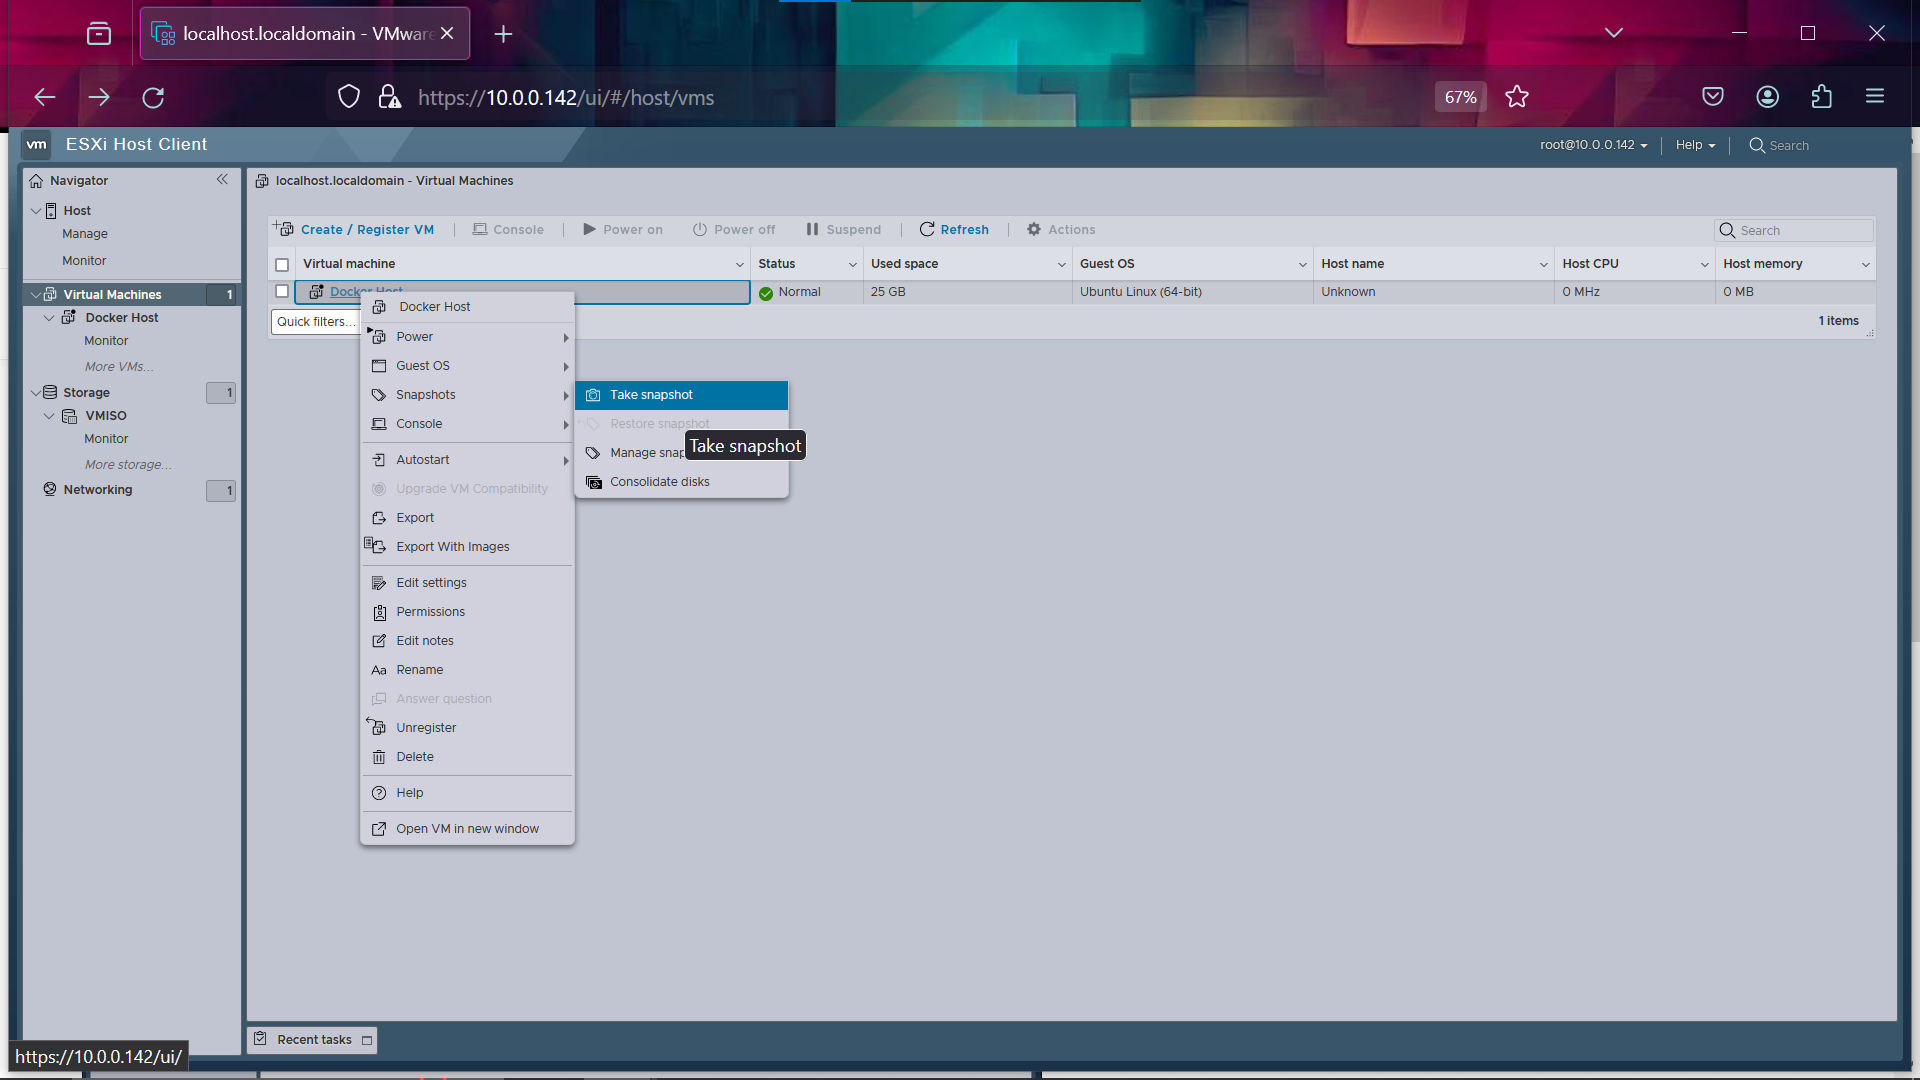 localhost.localdomain - VMware
https://10.0.0.142/ui/#/host/vms
67%
vm
ESXi Host Client
root@10.0.0.142
Help
Search
Navigator
Host
Manage
Monitor
Virtual Machines
1
Docker Host
Monitor
More VMs...
Storage
1
VMISO
Monitor
More storage...
Networking
1
localhost.localdomain - Virtual Machines
Create / Register VM
Console
Power on
Power off
Suspend
Refresh
Actions
Search
Virtual machine
Status
Used space
Guest OS
Host name
Host CPU
Host memory
Docker Host
Normal
25 GB
Ubuntu Linux (64-bit)
Unknown
0 MHz
0 MB
Quick filters...
1 items
Docker Host
Power
Guest OS
Snapshots
Console
Autostart
Upgrade VM Compatibility
Export
Export With Images
Edit settings
Permissions
Edit notes
Aa Rename
Answer question
Unregister
Delete
Help
Open VM in new window
Take snapshot
Restore snapshot
Manage snap
Take snapshot
Consolidate disks
Recent tasks
https://10.0.0.142/ui/